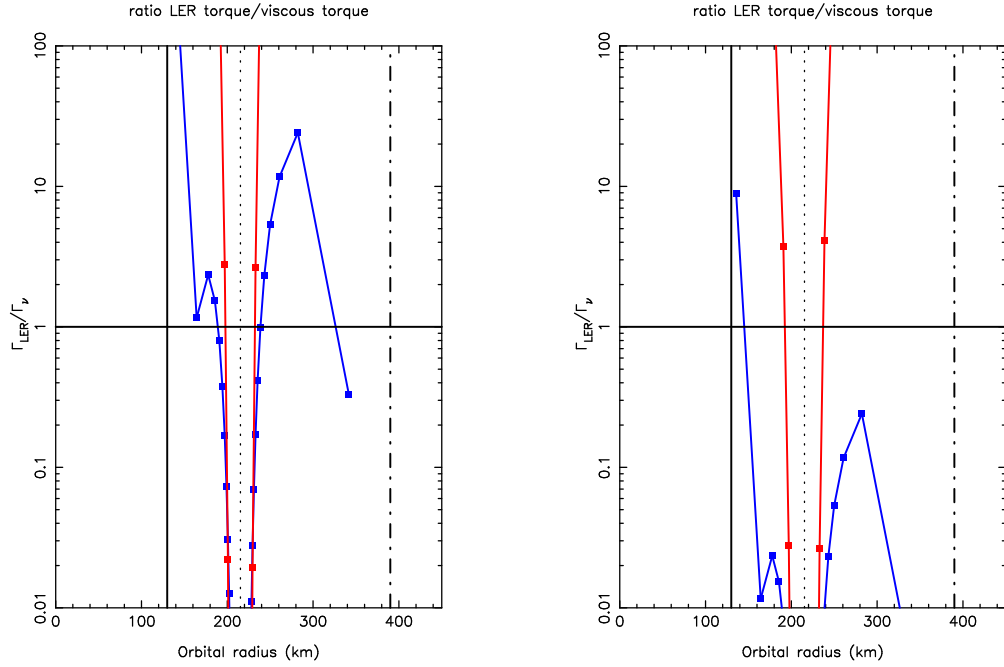 ratio LER torque/viscous torque
100
10
1
0.1
0.01
Γ_LER/Γ_ν
0 100 200 300 400
Orbital radius (km)
ratio LER torque/viscous torque
100
10
1
0.1
0.01
Γ_LER/Γ_ν
0 100 200 300 400
Orbital radius (km)